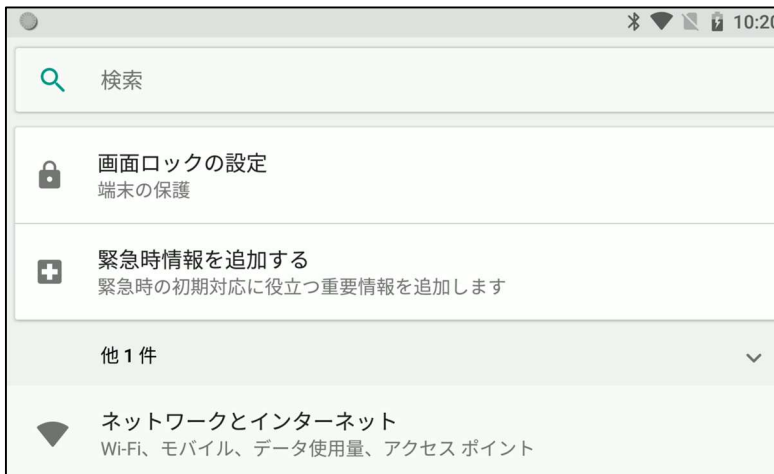 10:20
検索
画面ロックの設定
端末の保護
緊急時情報を追加する
緊急時の初期対応に役立つ重要情報を追加します
他 1 件
ネットワークとインターネット
Wi-Fi、モバイル、データ使用量、アクセス ポイント